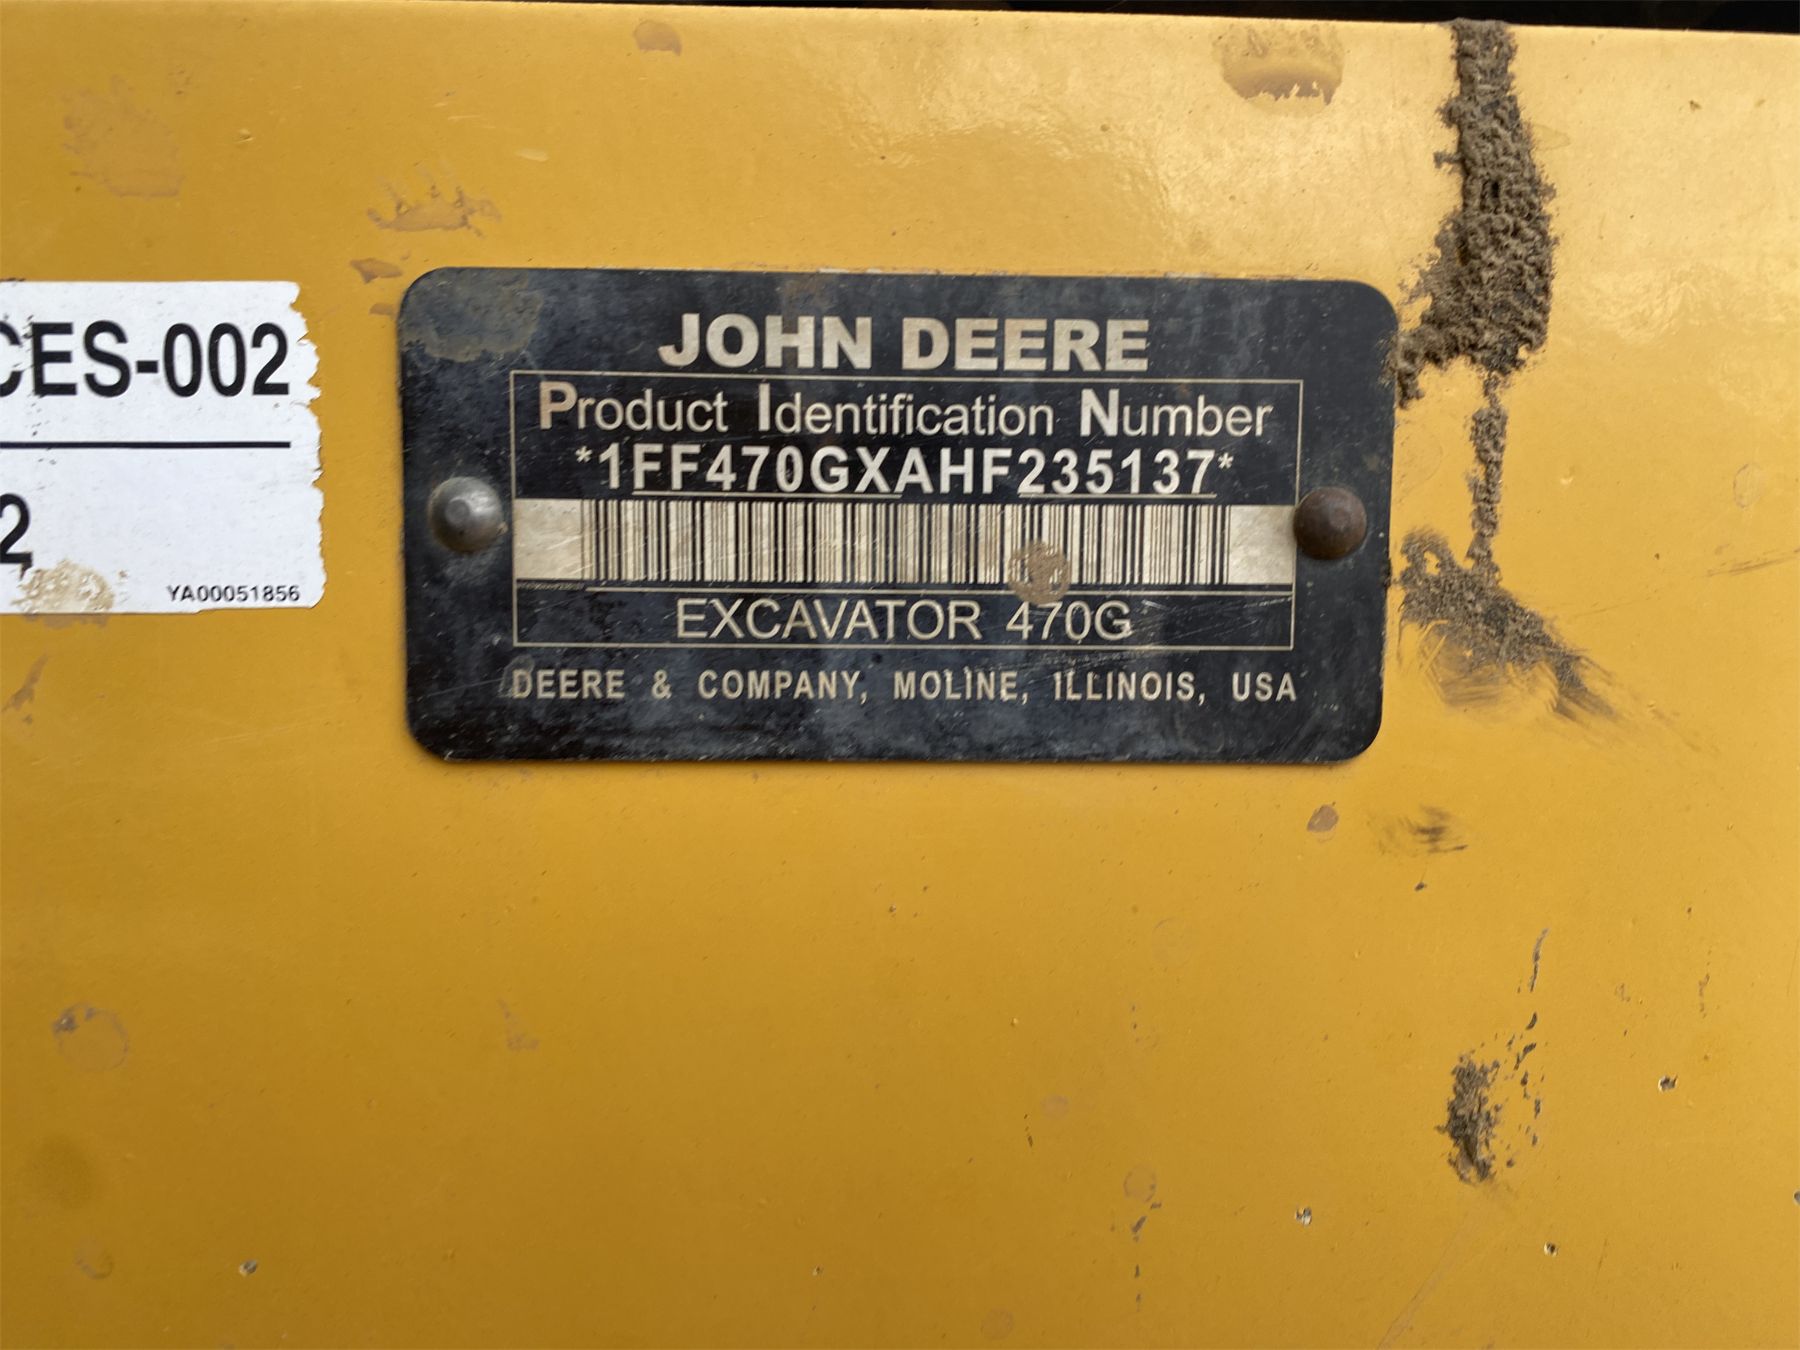 CES-002
2
YA00051856
JOHN DEERE
Product Identification Number
*1FF470GXAHF235137*
EXCAVATOR 470G
DEERE & COMPANY, MOLINE, ILLINOIS, USA